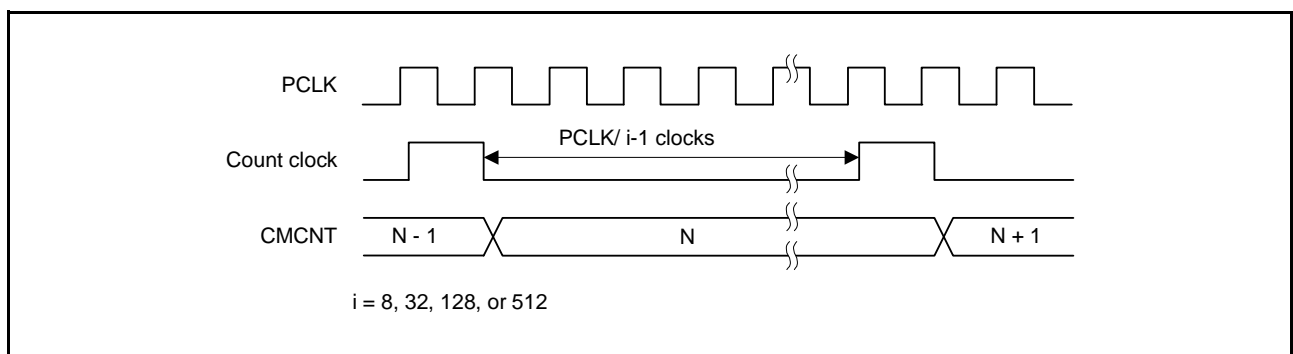 PCLK
PCLK/ i-1 clocks
Count clock
CMCNT N - 1 N N + 1
i = 8, 32, 128, or 512